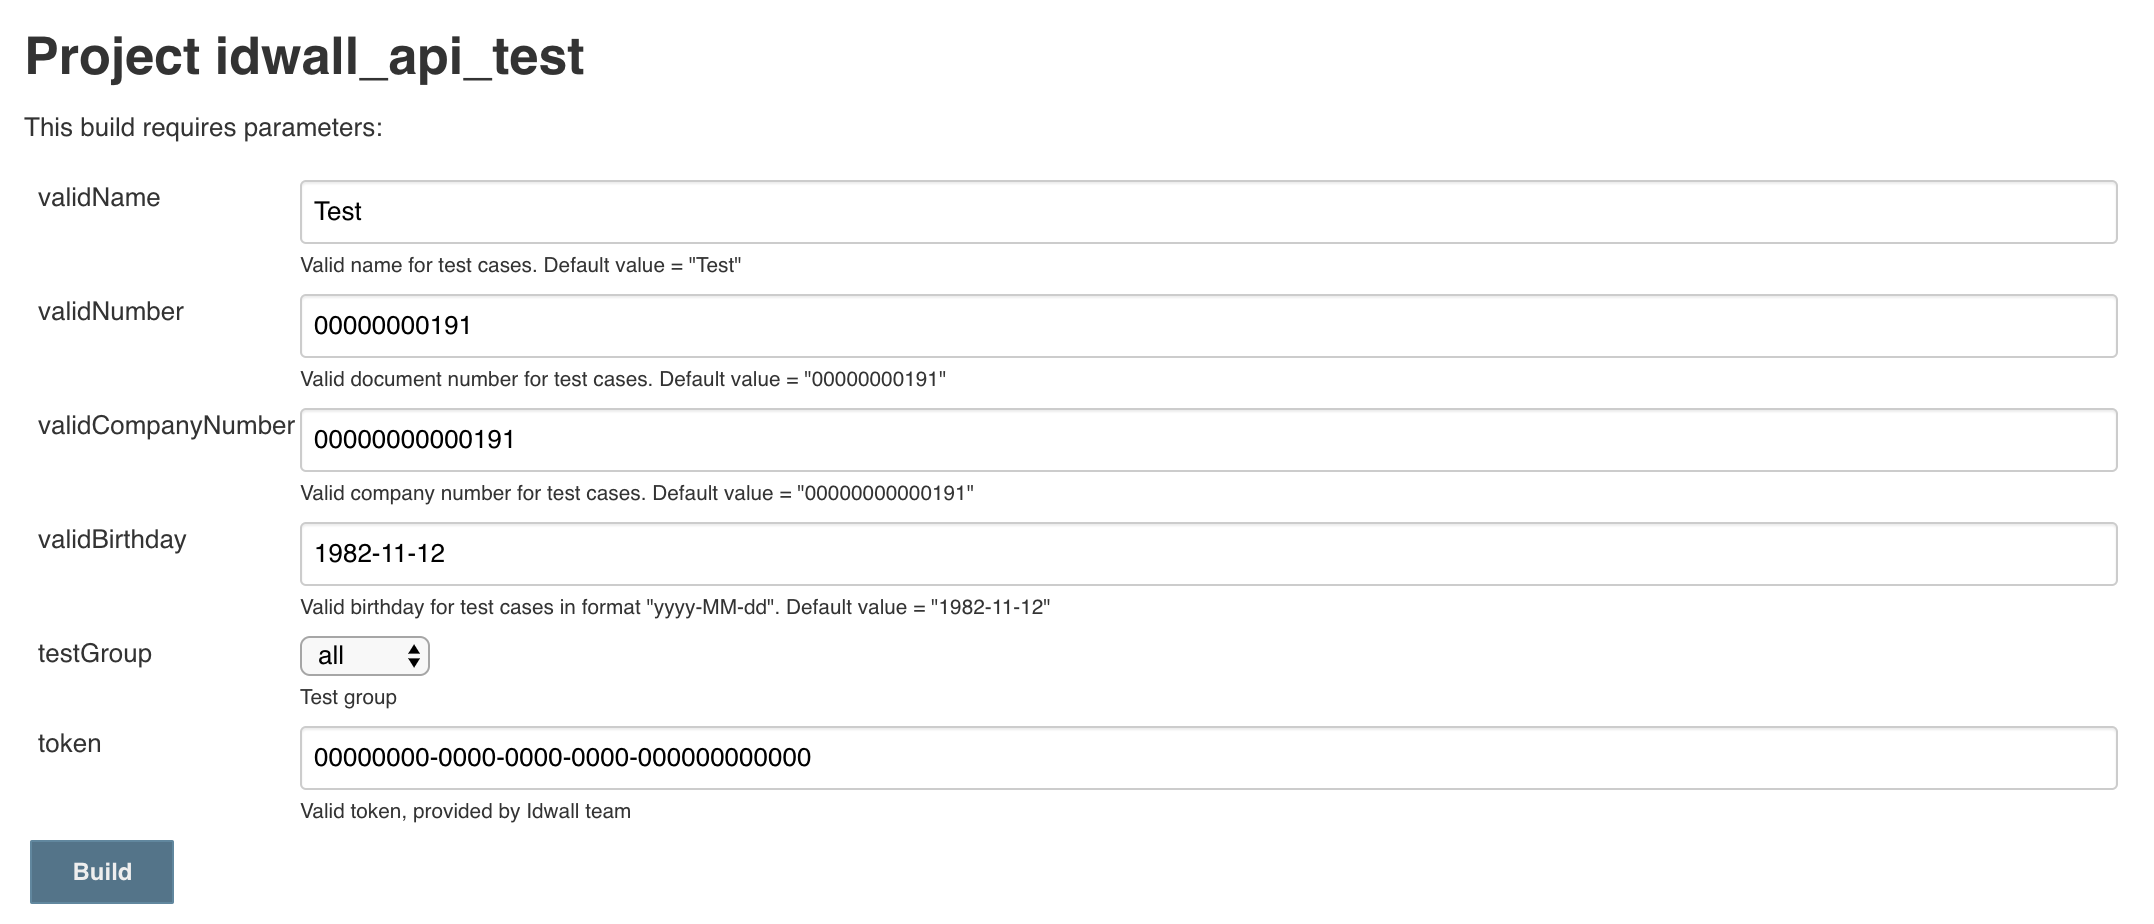 Project idwall_api_test
This build requires parameters:
validName
Test
Valid name for test cases. Default value = "Test"
validNumber
00000000191
Valid document number for test cases. Default value = "00000000191"
validCompanyNumber
00000000000191
Valid company number for test cases. Default value = "00000000000191"
validBirthday
1982-11-12
Valid birthday for test cases in format "yyyy-MM-dd". Default value = "1982-11-12"
testGroup
all
Test group
token
00000000-0000-0000-0000-000000000000
Valid token, provided by Idwall team
Build